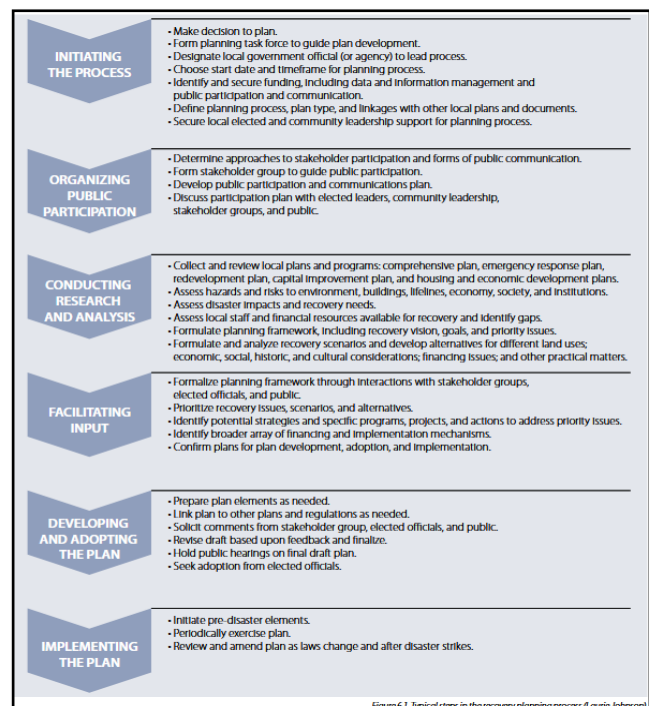 INITIATING
THE PROCESS
• Make decision to plan.
• Form planning task force to guide plan development.
• Designate local government official (or agency) to lead process.
• Choose start date and timeframe for planning process.
• Identify and secure funding, including data and information management and
public participation and communication.
• Define planning process, plan type, and linkages with other local plans and documents.
• Secure local elected and community leadership support for planning process.
ORGANIZING
PUBLIC
PARTICIPATION
• Determine approaches to stakeholder participation and forms of public communication.
• Form stakeholder group to guide public participation.
• Develop public participation and communications plan.
• Discuss participation plan with elected leaders, community leadership,
stakeholder groups, and public.
CONDUCTING
RESEARCH
AND ANALYSIS
• Collect and review local plans and programs: comprehensive plan, emergency response plan,
redevelopment plan, capital improvement plan, and housing and economic development plans.
• Assess hazards and risks to environment, buildings, lifelines, economy, society, and institutions.
• Assess disaster impacts and recovery needs.
• Assess local staff and financial resources available for recovery and identify gaps.
• Formulate planning framework, including recovery vision, goals, and priority issues.
• Formulate and analyze recovery scenarios and develop alternatives for different land uses;
economic, social, historic, and cultural considerations; financing issues; and other practical matters.
FACILITATING
INPUT
• Formalize planning framework through interactions with stakeholder groups,
elected officials, and public.
• Prioritize recovery issues, scenarios, and alternatives.
• Identify potential strategies and specific programs, projects, and actions to address priority issues.
• Identify broader array of financing and implementation mechanisms.
• Confirm plans for plan development, adoption, and implementation.
DEVELOPING
AND ADOPTING
THE PLAN
• Prepare plan elements as needed.
• Link plan to other plans and regulations as needed.
• Solicit comments from stakeholder group, elected officials, and public.
• Revise draft based upon feedback and finalize.
• Hold public hearings on final draft plan.
• Seek adoption from elected officials.
IMPLEMENTING
THE PLAN
• Initiate pre-disaster elements.
• Periodically exercise plan.
• Review and amend plan as laws change and after disaster strikes.
Figure 6.1. Typical steps in the recovery planning process (Laurie Johnson)